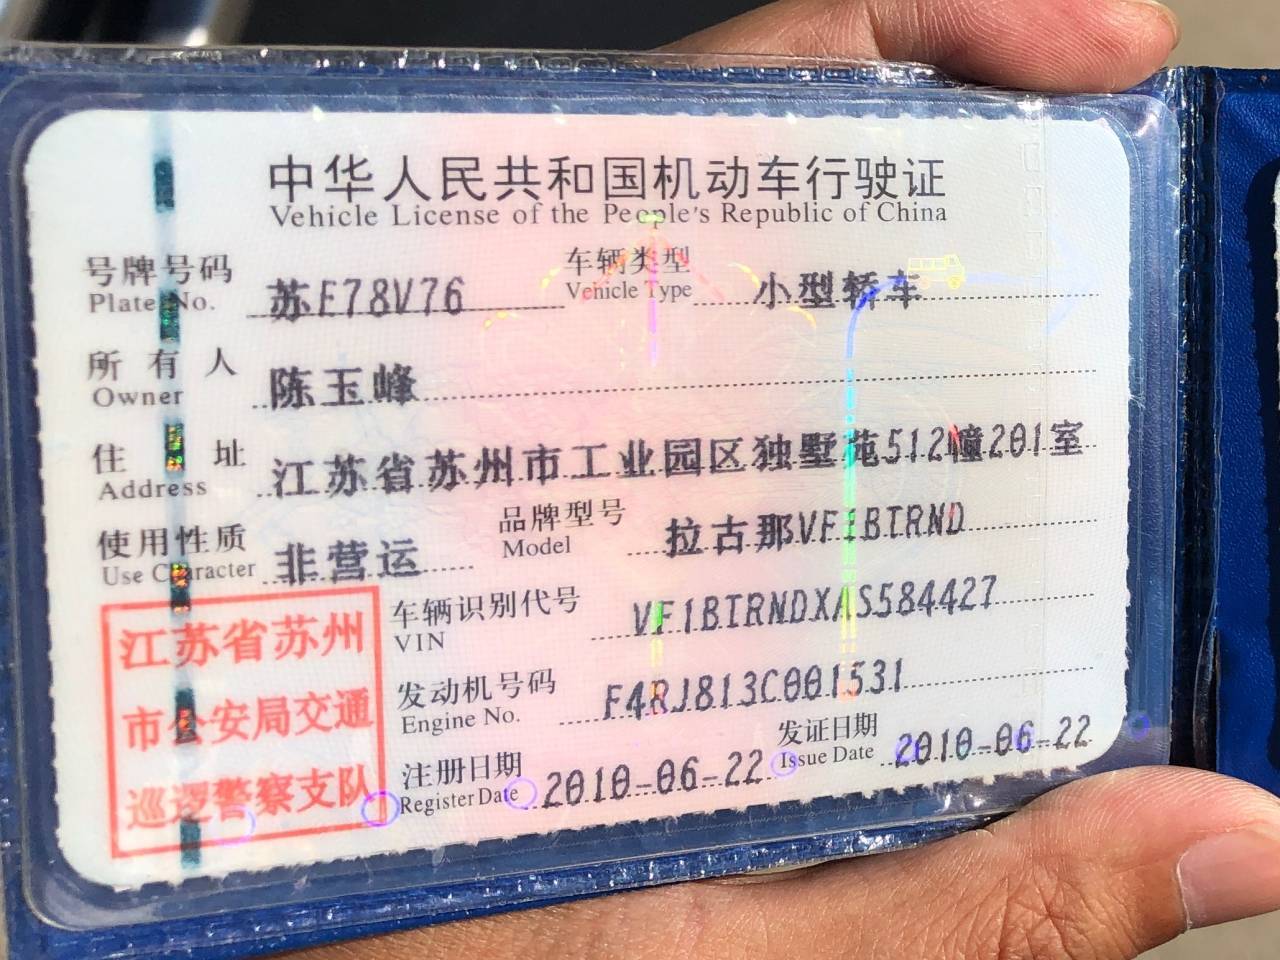 中华人民共和国机动车行驶证
Vehicle License of the People's Republic of China
号牌号码 苏E78V76 车辆类型 小型轿车
Plate No. Vehicle Type
所有人 陈玉峰
Owner
住址 江苏省苏州市工业园区独墅苑512幢201室
Address
使用性质 非营运 品牌型号 拉古那VF1BTRND
Use Character Model
车辆识别代号 VF1BTRNDXAS584427
VIN
发动机号码 F4RJ813C001531
Engine No.
注册日期 2010-06-22 发证日期 2010-06-22
Register Date Issue Date
江苏省苏州
市公安局交通
巡逻警察支队